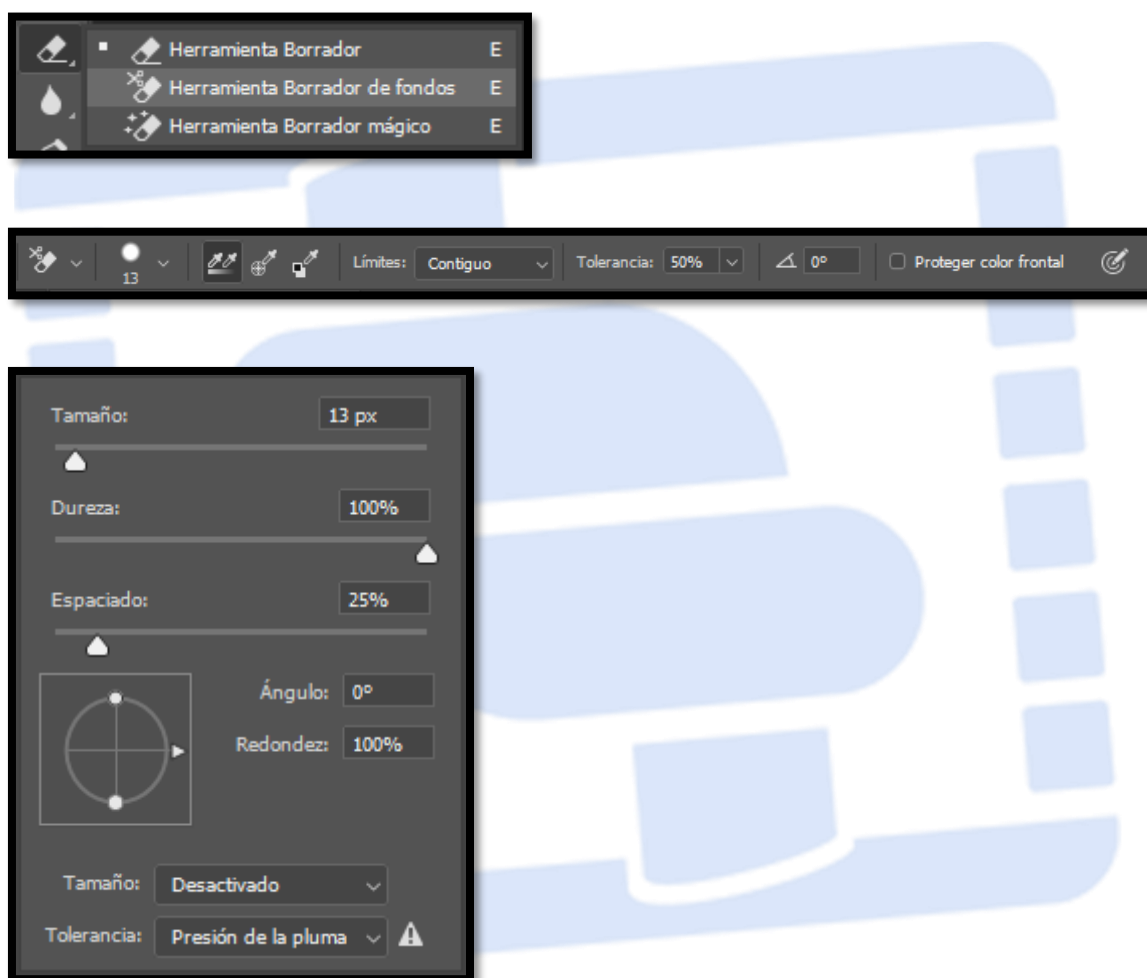 Herramienta Borrador E
Herramienta Borrador de fondos E
Herramienta Borrador mágico E
13 Límites: Contiguo Tolerancia: 50% 0° Proteger color frontal
Tamaño: 13 px
Dureza: 100%
Espaciado: 25%
Ángulo: 0°
Redondez: 100%
Tamaño: Desactivado
Tolerancia: Presión de la pluma